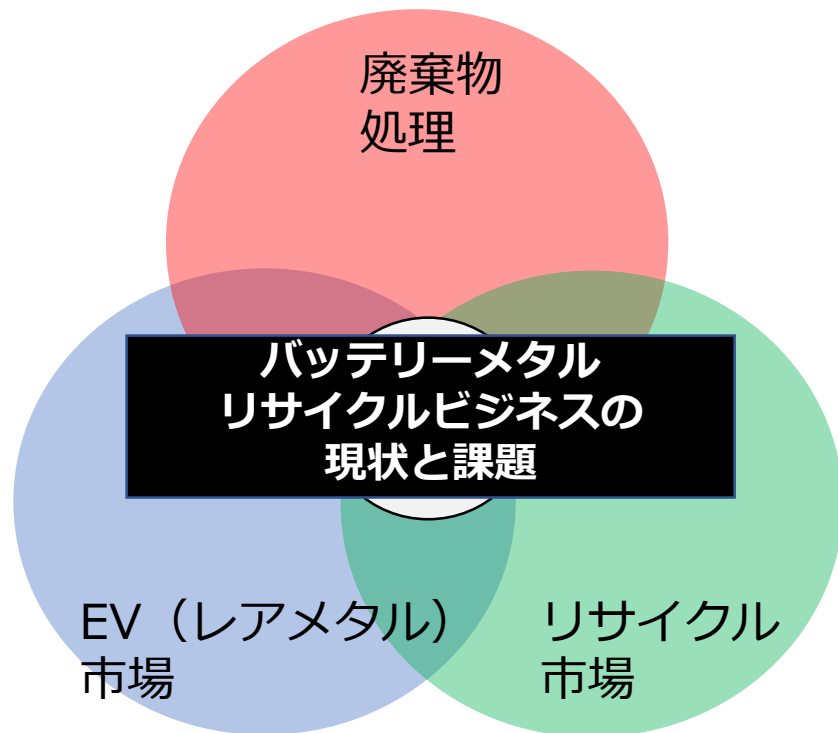 廃棄物
処理
バッテリーメタル
リサイクルビジネスの
現状と課題
EV（レアメタル）
市場
リサイクル
市場